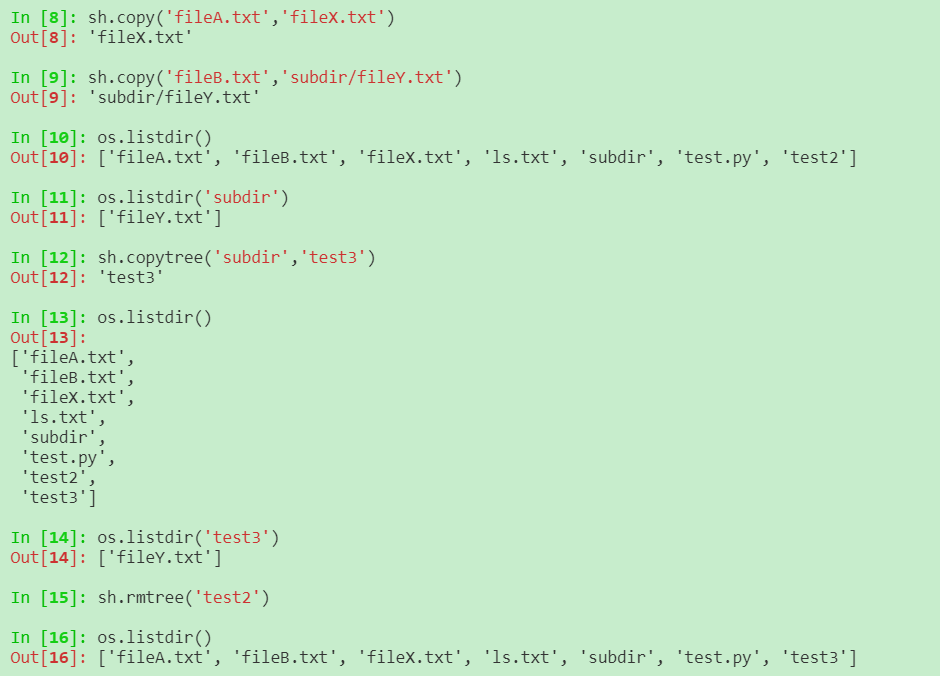 In [8]: sh.copy('fileA.txt','fileX.txt')
Out[8]: 'fileX.txt'
In [9]: sh.copy('fileB.txt','subdir/fileY.txt')
Out[9]: 'subdir/fileY.txt'
In [10]: os.listdir()
Out[10]: ['fileA.txt', 'fileB.txt', 'fileX.txt', 'ls.txt', 'subdir', 'test.py', 'test2']
In [11]: os.listdir('subdir')
Out[11]: ['fileY.txt']
In [12]: sh.copytree('subdir','test3')
Out[12]: 'test3'
In [13]: os.listdir()
Out[13]:
['fileA.txt',
 'fileB.txt',
 'fileX.txt',
 'ls.txt',
 'subdir',
 'test.py',
 'test2',
 'test3']
In [14]: os.listdir('test3')
Out[14]: ['fileY.txt']
In [15]: sh.rmtree('test2')
In [16]: os.listdir()
Out[16]: ['fileA.txt', 'fileB.txt', 'fileX.txt', 'ls.txt', 'subdir', 'test.py', 'test3']